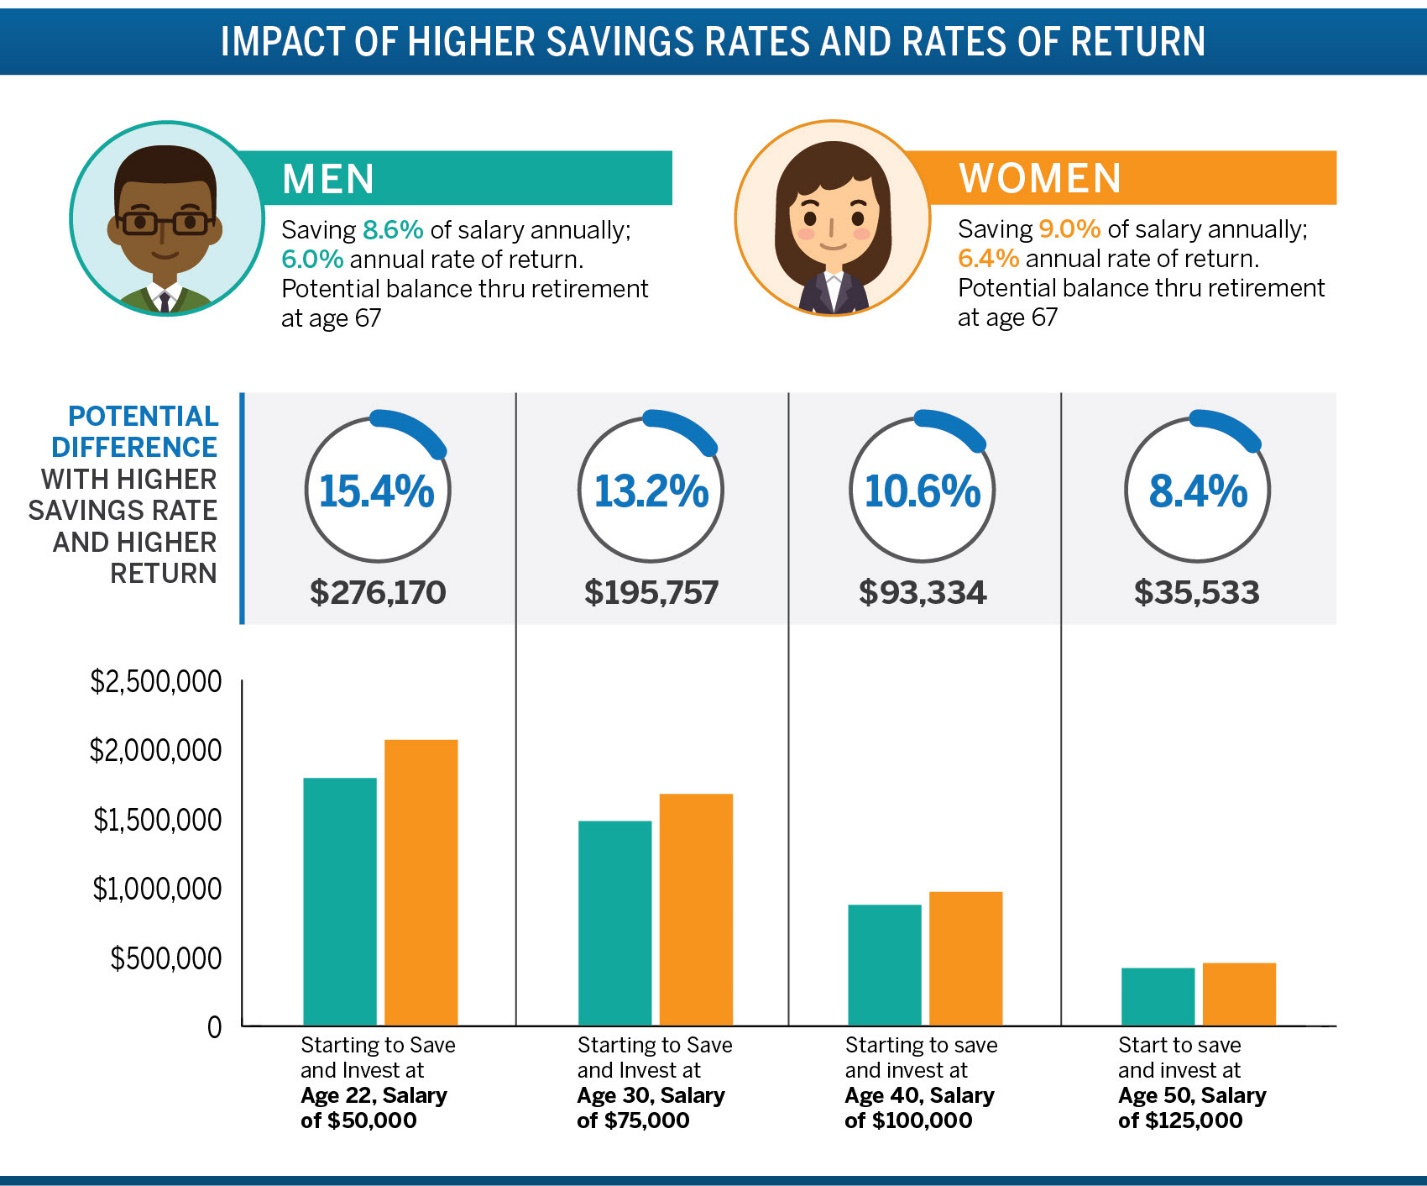 IMPACT OF HIGHER SAVINGS RATES AND RATES OF RETURN
MEN
Saving 8.6% of salary annually;
6.0% annual rate of return.
Potential balance thru retirement
at age 67
WOMEN
Saving 9.0% of salary annually;
6.4% annual rate of return.
Potential balance thru retirement
at age 67
POTENTIAL
DIFFERENCE
WITH HIGHER
SAVINGS RATE
AND HIGHER
RETURN
15.4%
$276,170
13.2%
$195,757
10.6%
$93,334
8.4%
$35,533
$2,500,000
$2,000,000
$1,500,000
$1,000,000
$500,000
0
Starting to Save
and Invest at
Age 22, Salary
of $50,000
Starting to Save
and Invest at
Age 30, Salary
of $75,000
Starting to save
and invest at
Age 40, Salary
of $100,000
Start to save
and invest at
Age 50, Salary
of $125,000